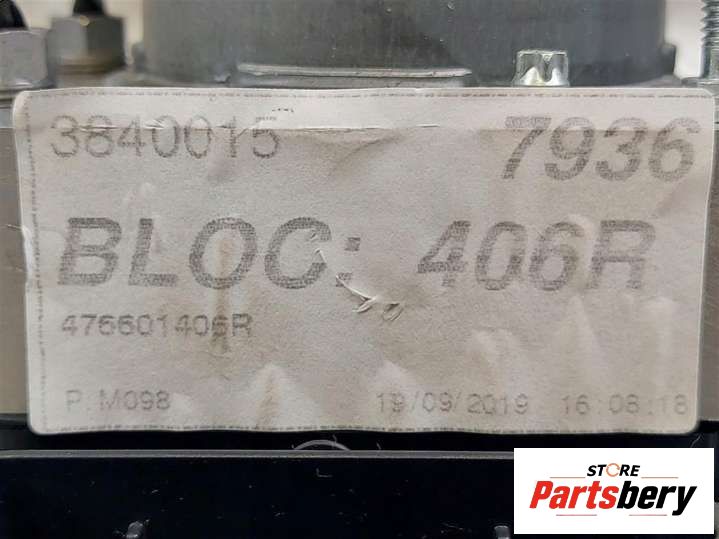 3840015 7936
BLOC: 406R
476601406R
P. M098 19/09/2019 16:08:18
STORE
Partsbery